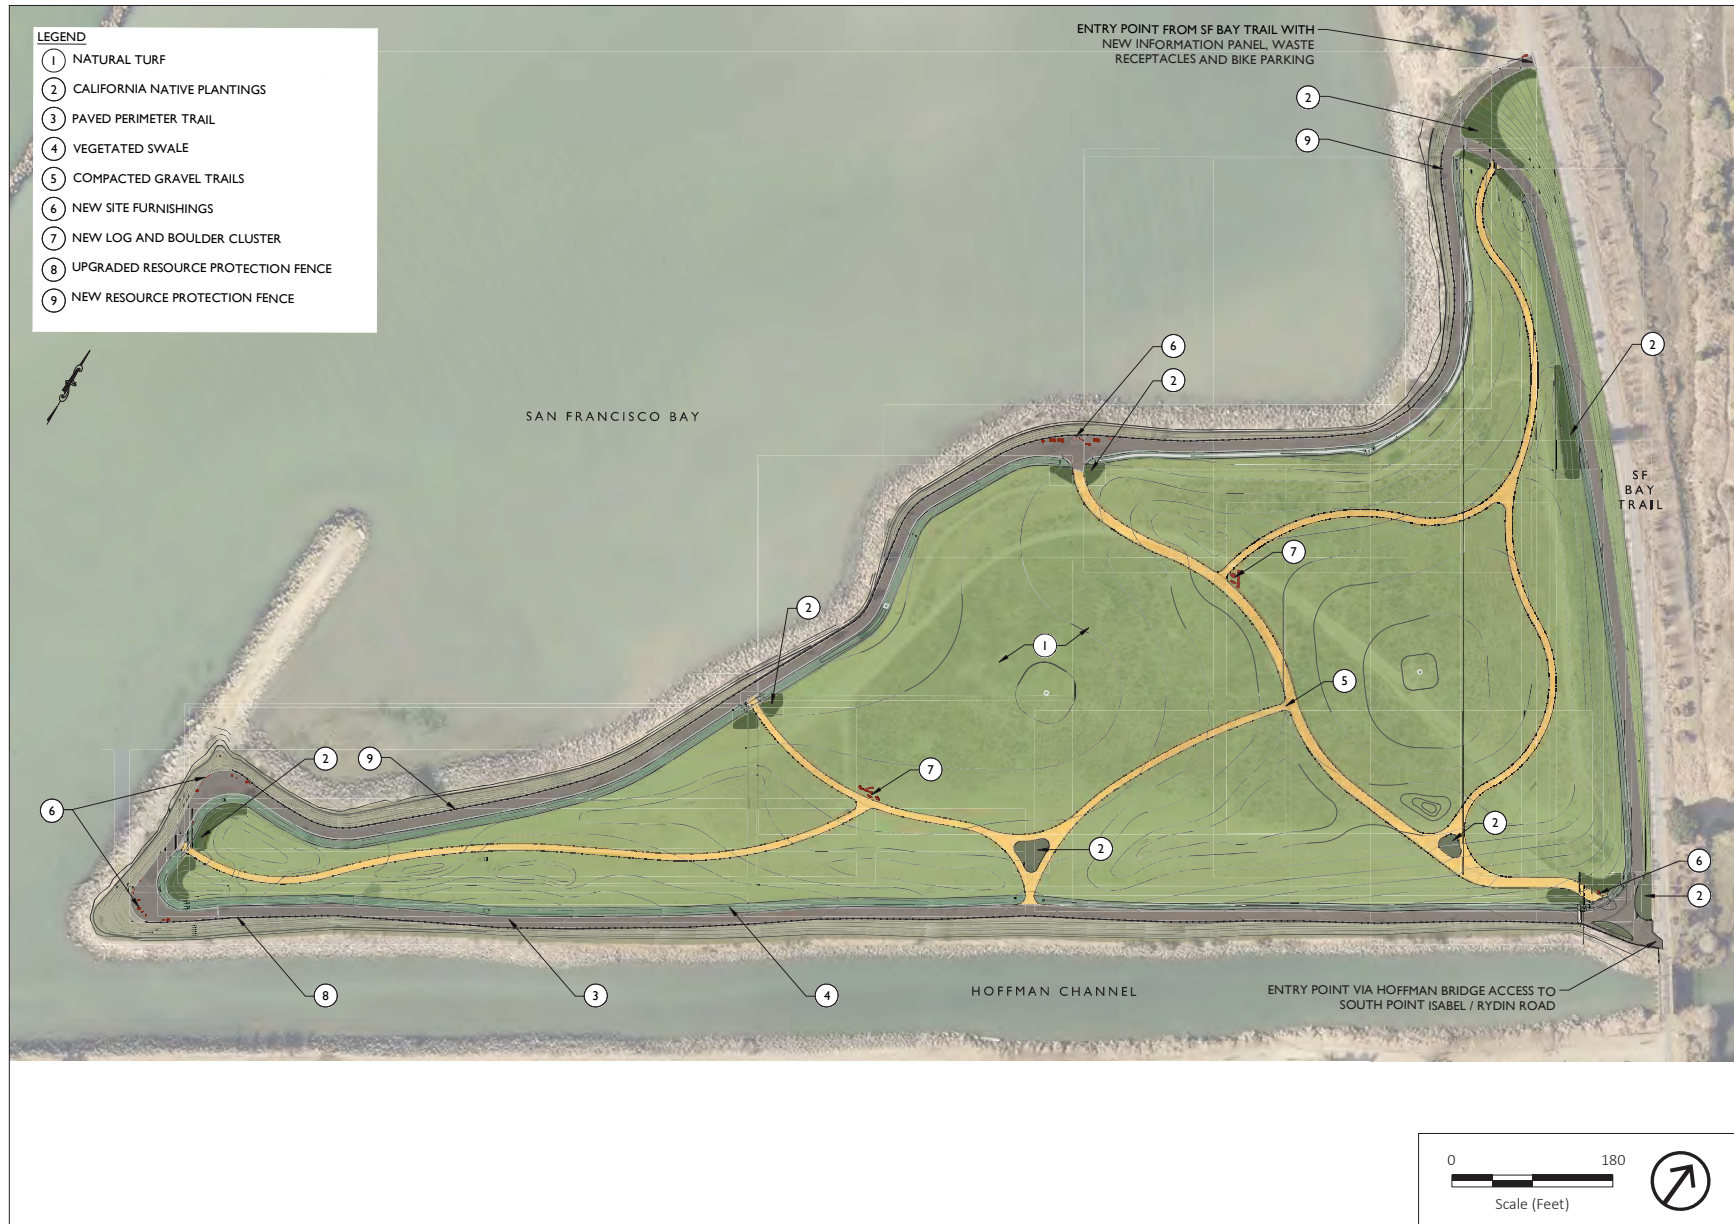 LEGEND
1 NATURAL TURF
2 CALIFORNIA NATIVE PLANTINGS
3 PAVED PERIMETER TRAIL
4 VEGETATED SWALE
5 COMPACTED GRAVEL TRAILS
6 NEW SITE FURNISHINGS
7 NEW LOG AND BOULDER CLUSTER
8 UPGRADED RESOURCE PROTECTION FENCE
9 NEW RESOURCE PROTECTION FENCE
ENTRY POINT FROM SF BAY TRAIL WITH
NEW INFORMATION PANEL, WASTE
RECEPTACLES AND BIKE PARKING
2
9
6
2
2
SAN FRANCISCO BAY
SF
BAY
TRAIL
7
2
1
5
2
9
7
6
2
2
6
2
8
3
4
HOFFMAN CHANNEL
ENTRY POINT VIA HOFFMAN BRIDGE ACCESS TO
SOUTH POINT ISABEL / RYDIN ROAD
0 180
Scale (Feet)